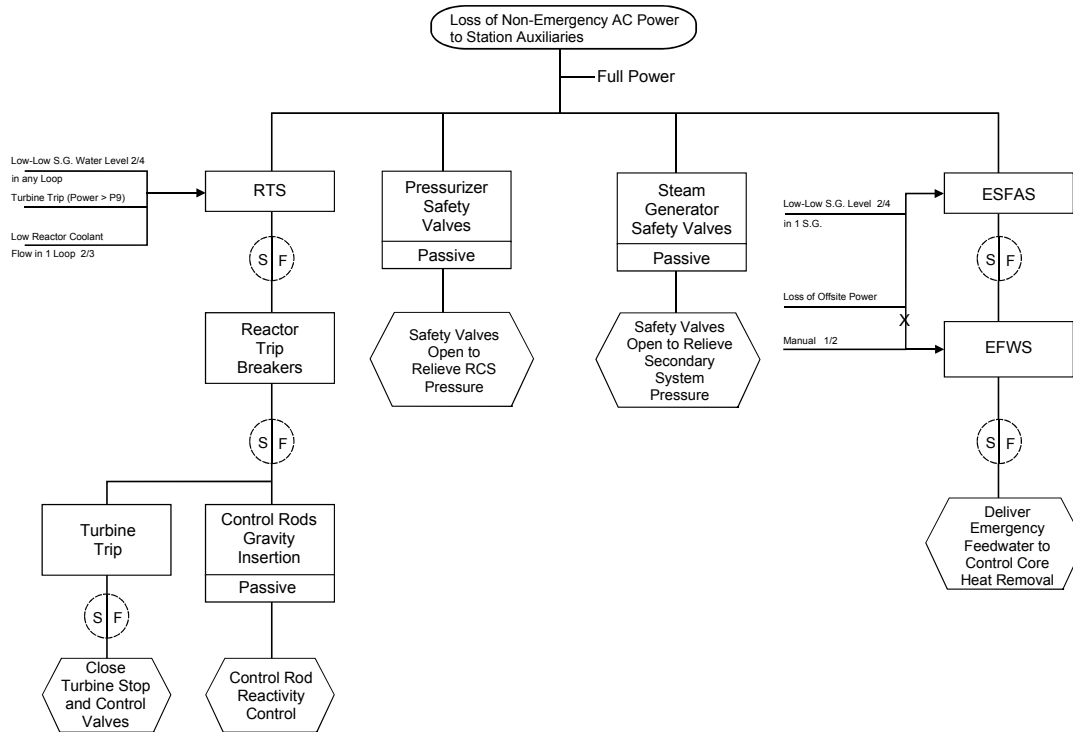 Loss of Non-Emergency AC Power
to Station Auxiliaries
Full Power
Low-Low S.G. Water Level 2/4
in any Loop
Turbine Trip (Power > P9)
Low Reactor Coolant
Flow in 1 Loop 2/3
RTS
S F
Reactor
Trip
Breakers
S F
Turbine
Trip
S F
Close
Turbine Stop
and Control
Valves
Control Rods
Gravity
Insertion
Passive
Control Rod
Reactivity
Control
Pressurizer
Safety
Valves
Passive
Safety Valves
Open to
Relieve RCS
Pressure
Steam
Generator
Safety Valves
Passive
Safety Valves
Open to Relieve
Secondary
System
Pressure
Low-Low S.G. Level 2/4
in 1 S.G.
Loss of Offsite Power
X
Manual 1/2
ESFAS
S F
EFWS
S F
Deliver
Emergency
Feedwater to
Control Core
Heat Removal